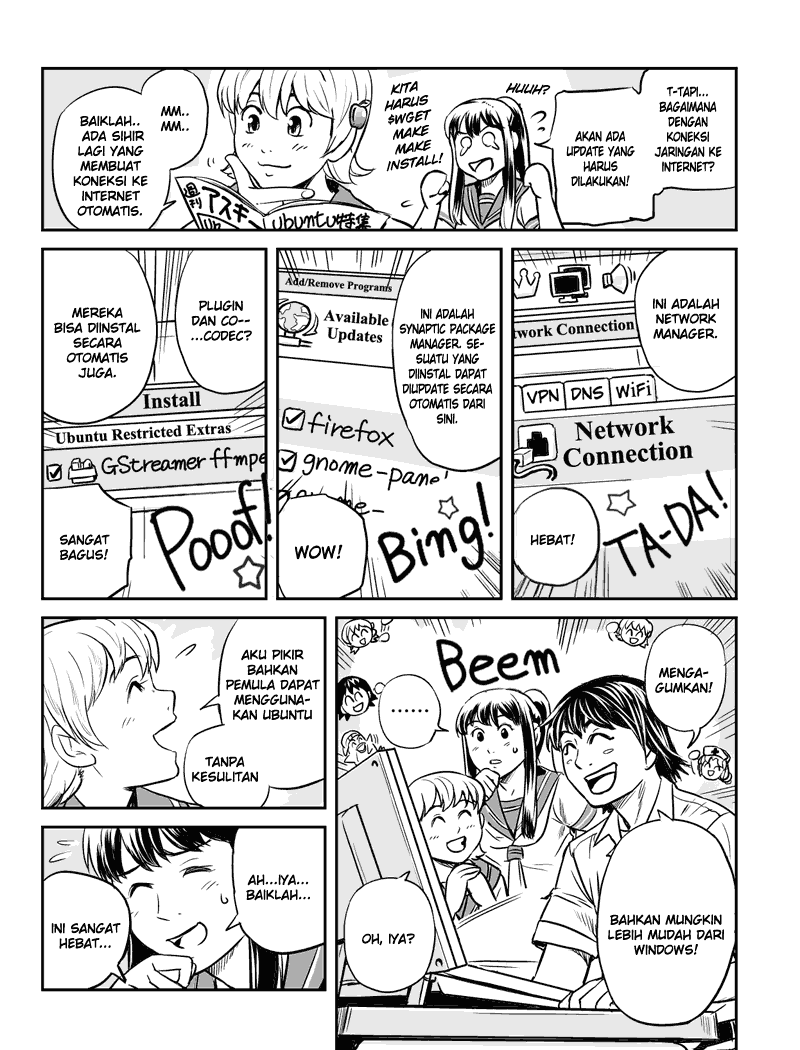 T-TAPI...
BAGAIMANA
DENGAN
KONEKSI
JARINGAN KE
INTERNET?
AKAN ADA
UPDATE YANG
HARUS
DILAKUKAN!
HUUH?
KITA
HARUS
$WGET
MAKE
MAKE
INSTALL!
MM..
MM..
BAIKLAH..
ADA SIHIR
LAGI YANG
MEMBUAT
KONEKSI KE
INTERNET
OTOMATIS.
週刊
アスキー
ubuntu特集
INI ADALAH
NETWORK
MANAGER.
twork Connection
VPN DNS WiFi
Network
Connection
HEBAT!
TA-DA!
Add/Remove Programs
Available
Updates
INI ADALAH
SYNAPTIC PACKAGE
MANAGER. SE-
SUATU YANG
DIINSTAL DAPAT
DILUPDATE SECARA
OTOMATIS DARI
SINI.
firefox
gnome-pane
WOW!
Bing!
PLUGIN
DAN CO--
....CODEC?
MEREKA
BISA DIINSTAL
SECARA
OTOMATIS
JUGA.
Install
Ubuntu Restricted Extras
GStreamer ffmpe
SANGAT
BAGUS!
Pooof!
MENGA-
GUMKAN!
Beem
......
BAHKAN MUNGKIN
LEBIH MUDAH DARI
WINDOWS!
OH, IYA?
AKU PIKIR
BAHKAN
PEMULA DAPAT
MENGGUNA-
KAN UBUNTU
TANPA
KESULITAN
AH...IYA...
BAIKLAH...
INI SANGAT
HEBAT...